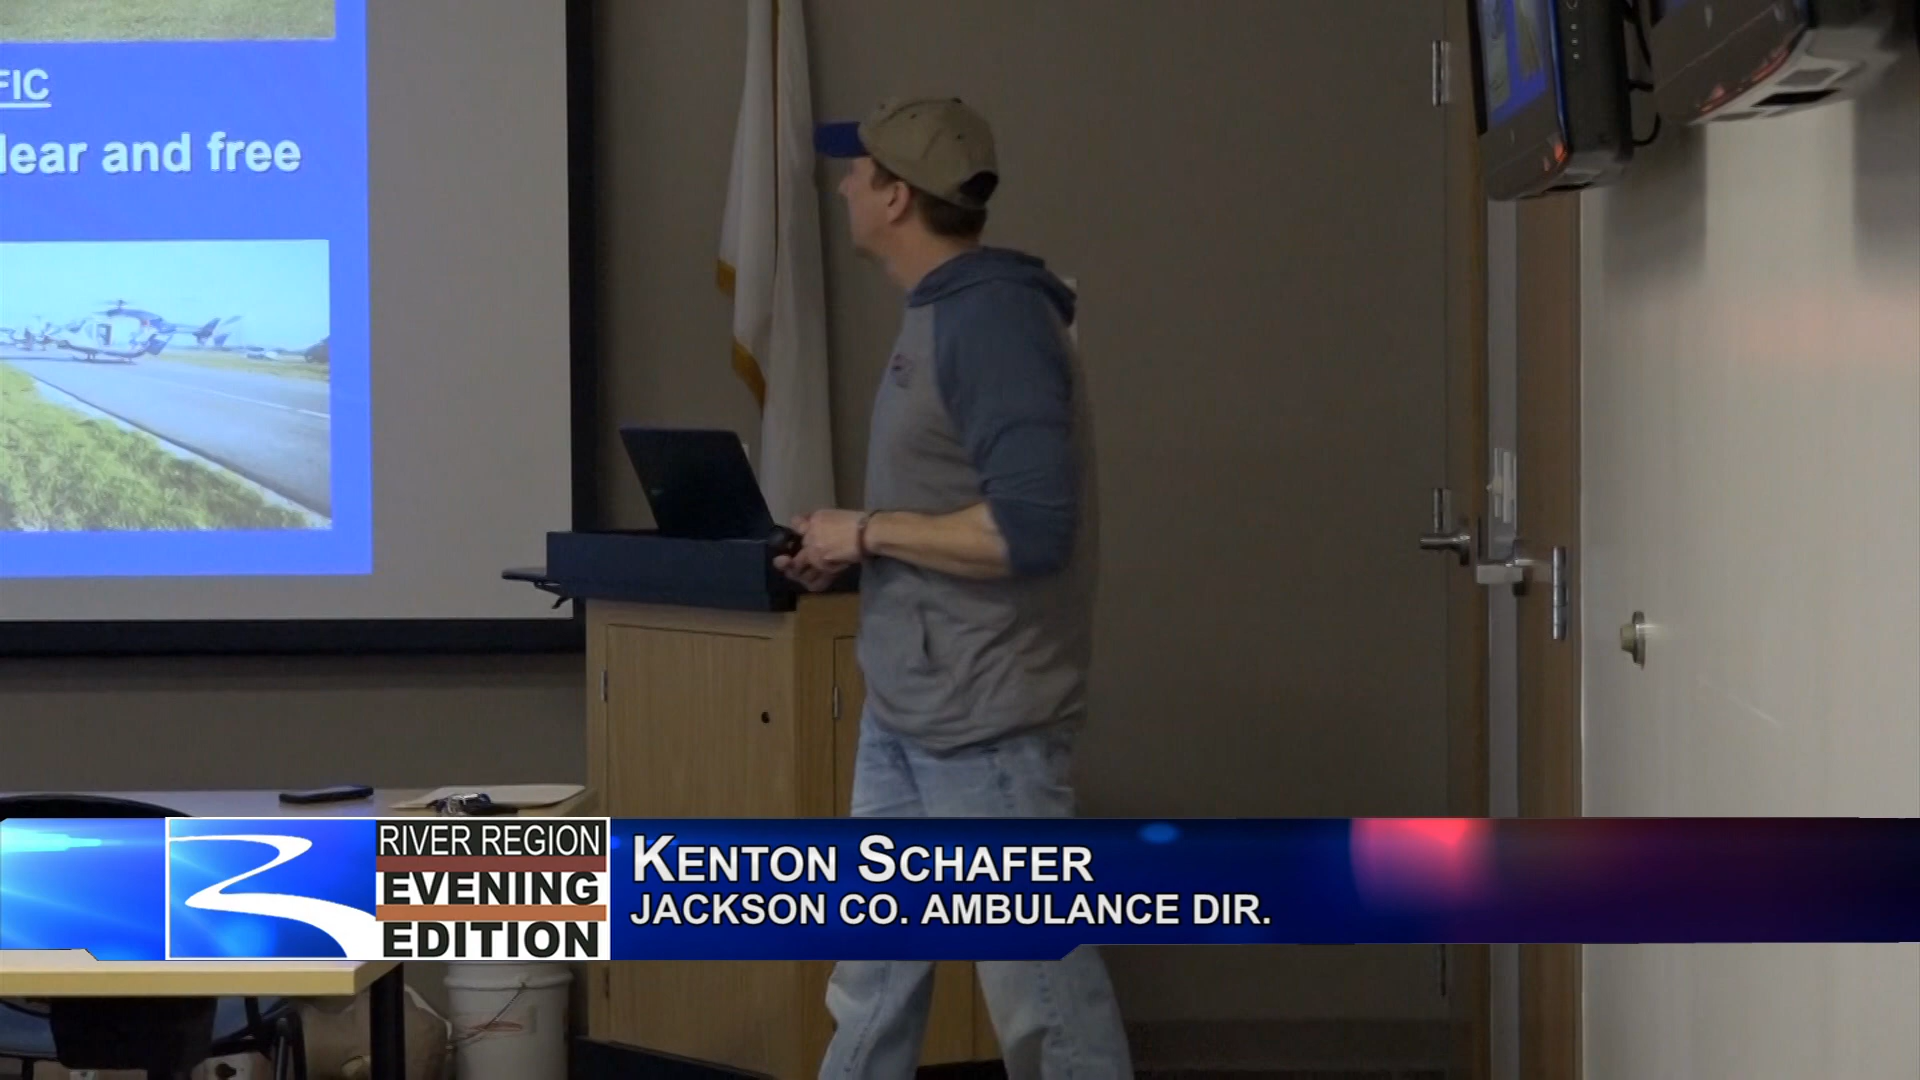 FIC
lear and free
RIVER REGION
EVENING
EDITION
KENTON SCHAFER
JACKSON CO. AMBULANCE DIR.